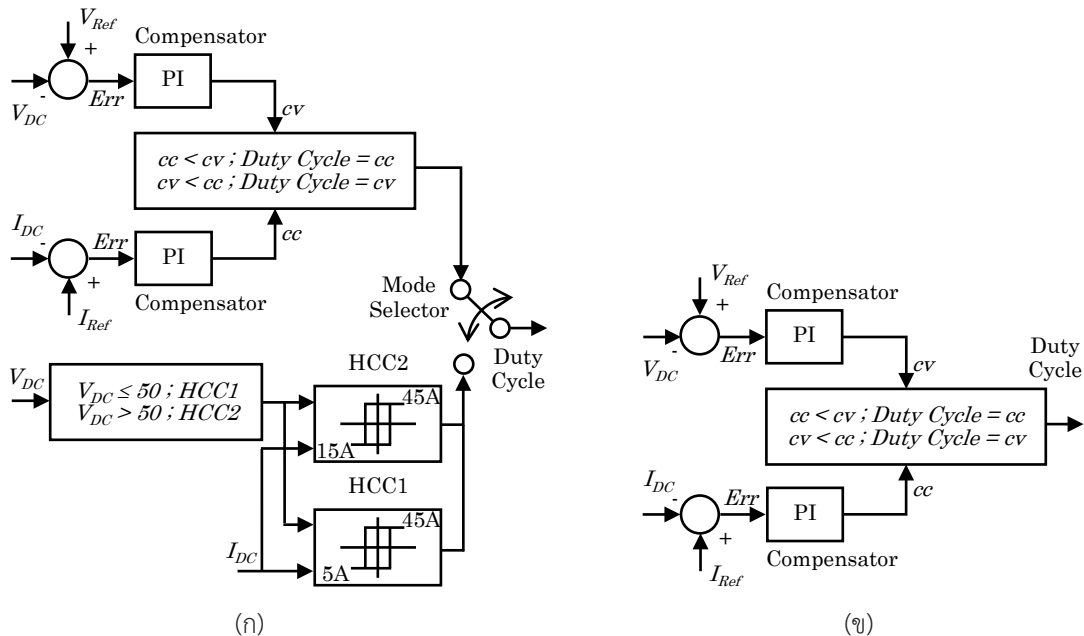 V_Ref
+
Compensator
PI
-
Err
V_DC
cv
cc < cv ; Duty Cycle = cc
cv < cc ; Duty Cycle = cv
I_DC
-
Err
PI
cc
+
Compensator
I_Ref
Mode
Selector
Duty
Cycle
V_DC
V_DC ≤ 50 ; HCC1
V_DC > 50 ; HCC2
HCC2
45A
15A
HCC1
45A
5A
I_DC
(ก)
V_Ref
+
Compensator
PI
-
Err
V_DC
cv
Duty
Cycle
cc < cv ; Duty Cycle = cc
cv < cc ; Duty Cycle = cv
I_DC
-
Err
PI
cc
+
Compensator
I_Ref
(ข)